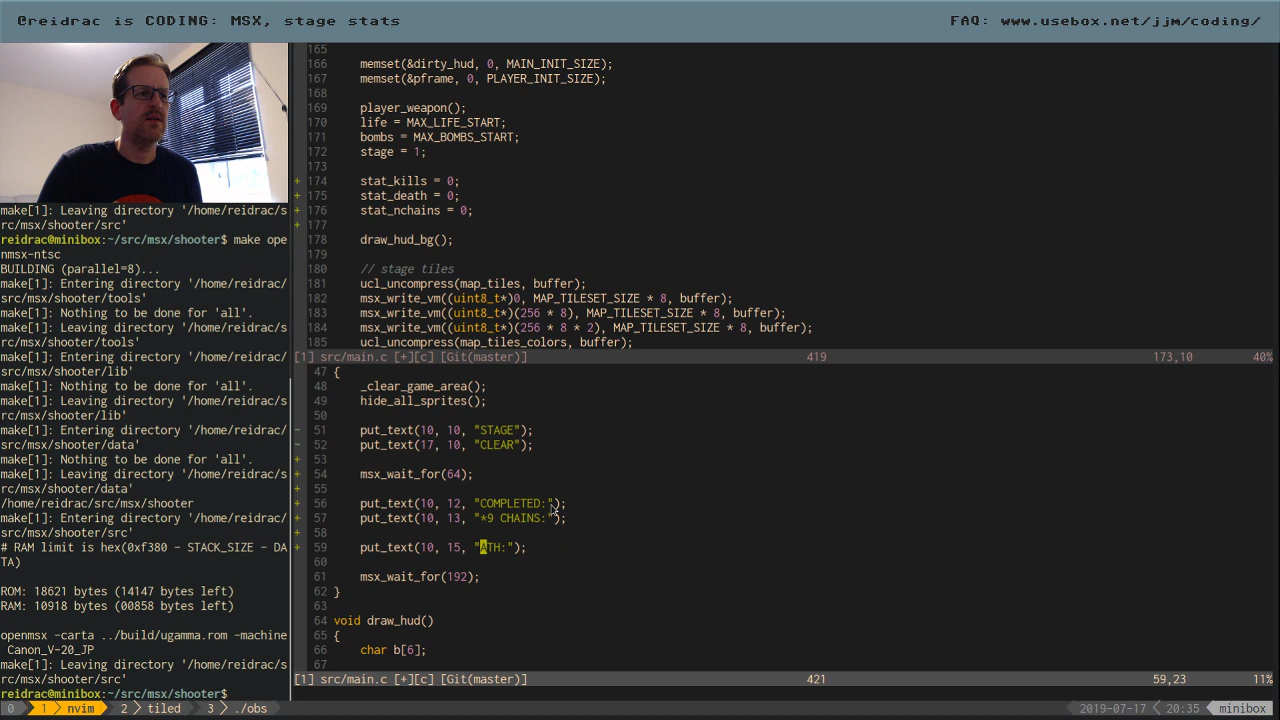 @reidrac is CODING: MSX, stage stats
FAQ: www.usebox.net/jjm/coding/
make[1]: Leaving directory '/home/reidrac/s
rc/msx/shooter/src'
reidrac@minibox:~/src/msx/shooter$ make ope
nmsx-ntsc
BUILDING (parallel=8)...
make[1]: Entering directory '/home/reidrac/
src/msx/shooter/tools'
make[1]: Nothing to be done for 'all'.
make[1]: Leaving directory '/home/reidrac/s
rc/msx/shooter/tools'
make[1]: Entering directory '/home/reidrac/
src/msx/shooter/lib'
make[1]: Nothing to be done for 'all'.
make[1]: Leaving directory '/home/reidrac/s
rc/msx/shooter/lib'
make[1]: Entering directory '/home/reidrac/
src/msx/shooter/data'
make[1]: Nothing to be done for 'all'.
make[1]: Leaving directory '/home/reidrac/s
rc/msx/shooter/data'
/home/reidrac/src/msx/shooter
make[1]: Entering directory '/home/reidrac/
src/msx/shooter/src'
# RAM limit is hex(0xf380 - STACK_SIZE - DA
TA)
ROM: 18621 bytes (14147 bytes left)
RAM: 10918 bytes (00858 bytes left)
openmsx -carta ../build/ugamma.rom -machine
Canon_V-20_JP
make[1]: Leaving directory '/home/reidrac/s
rc/msx/shooter/src'
reidrac@minibox:~/src/msx/shooter$
165
166 memset(&dirty_hud, 0, MAIN_INIT_SIZE);
167 memset(&pframe, 0, PLAYER_INIT_SIZE);
168
169 player_weapon();
170 life = MAX_LIFE_START;
171 bombs = MAX_BOMBS_START;
172 stage = 1;
173
+ 174 stat_kills = 0;
+ 175 stat_death = 0;
+ 176 stat_nchains = 0;
+ 177
178 draw_hud_bg();
179
180 // stage tiles
181 ucl_uncompress(map_tiles, buffer);
182 msx_write_vm((uint8_t*)0, MAP_TILESET_SIZE * 8, buffer);
183 msx_write_vm((uint8_t*)(256 * 8), MAP_TILESET_SIZE * 8, buffer);
184 msx_write_vm((uint8_t*)(256 * 8 * 2), MAP_TILESET_SIZE * 8, buffer);
185 ucl_uncompress(map_tiles_colors, buffer);
[1] src/main.c [+][c] [Git(master)] 419 173,10 40%
47 {
48 _clear_game_area();
49 hide_all_sprites();
50
~ 51 put_text(10, 10, "STAGE");
~ 52 put_text(17, 10, "CLEAR");
+ 53
+ 54 msx_wait_for(64);
+ 55
+ 56 put_text(10, 12, "COMPLETED:");
+ 57 put_text(10, 13, "*9 CHAINS:");
+ 58
+ 59 put_text(10, 15, "ATH:");
60
61 msx_wait_for(192);
62 }
63
64 void draw_hud()
65 {
66 char b[6];
67
[1] src/main.c [+][c] [Git(master)] 421 59,23 11%
0 1 nvim 2 tiled 3 ./obs 2019-07-17 20:35 minibox